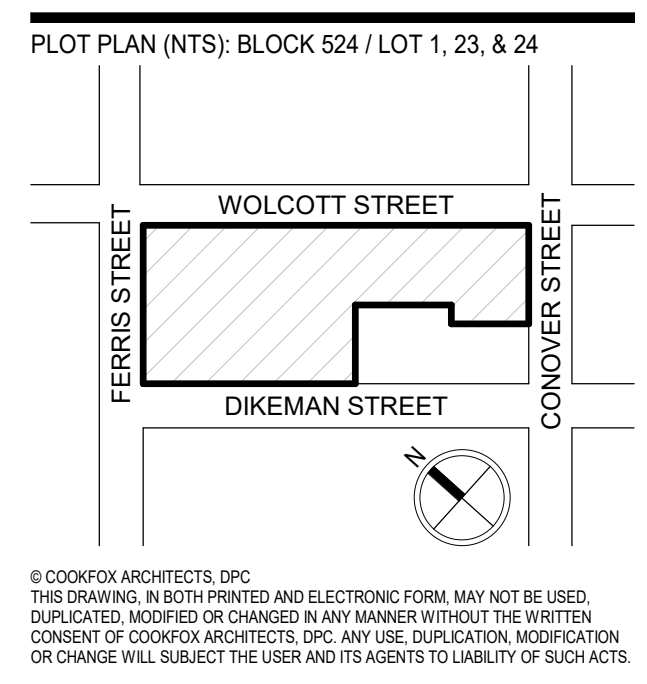 PLOT PLAN (NTS): BLOCK 524 / LOT 1, 23, & 24
WOLCOTT STREET
FERRIS STREET
CONOVER STREET
DIKEMAN STREET
N
© COOKFOX ARCHITECTS, DPC
THIS DRAWING, IN BOTH PRINTED AND ELECTRONIC FORM, MAY NOT BE USED,
DUPLICATED, MODIFIED OR CHANGED IN ANY MANNER WITHOUT THE WRITTEN
CONSENT OF COOKFOX ARCHITECTS, DPC. ANY USE, DUPLICATION, MODIFICATION
OR CHANGE WILL SUBJECT THE USER AND ITS AGENTS TO LIABILITY OF SUCH ACTS.